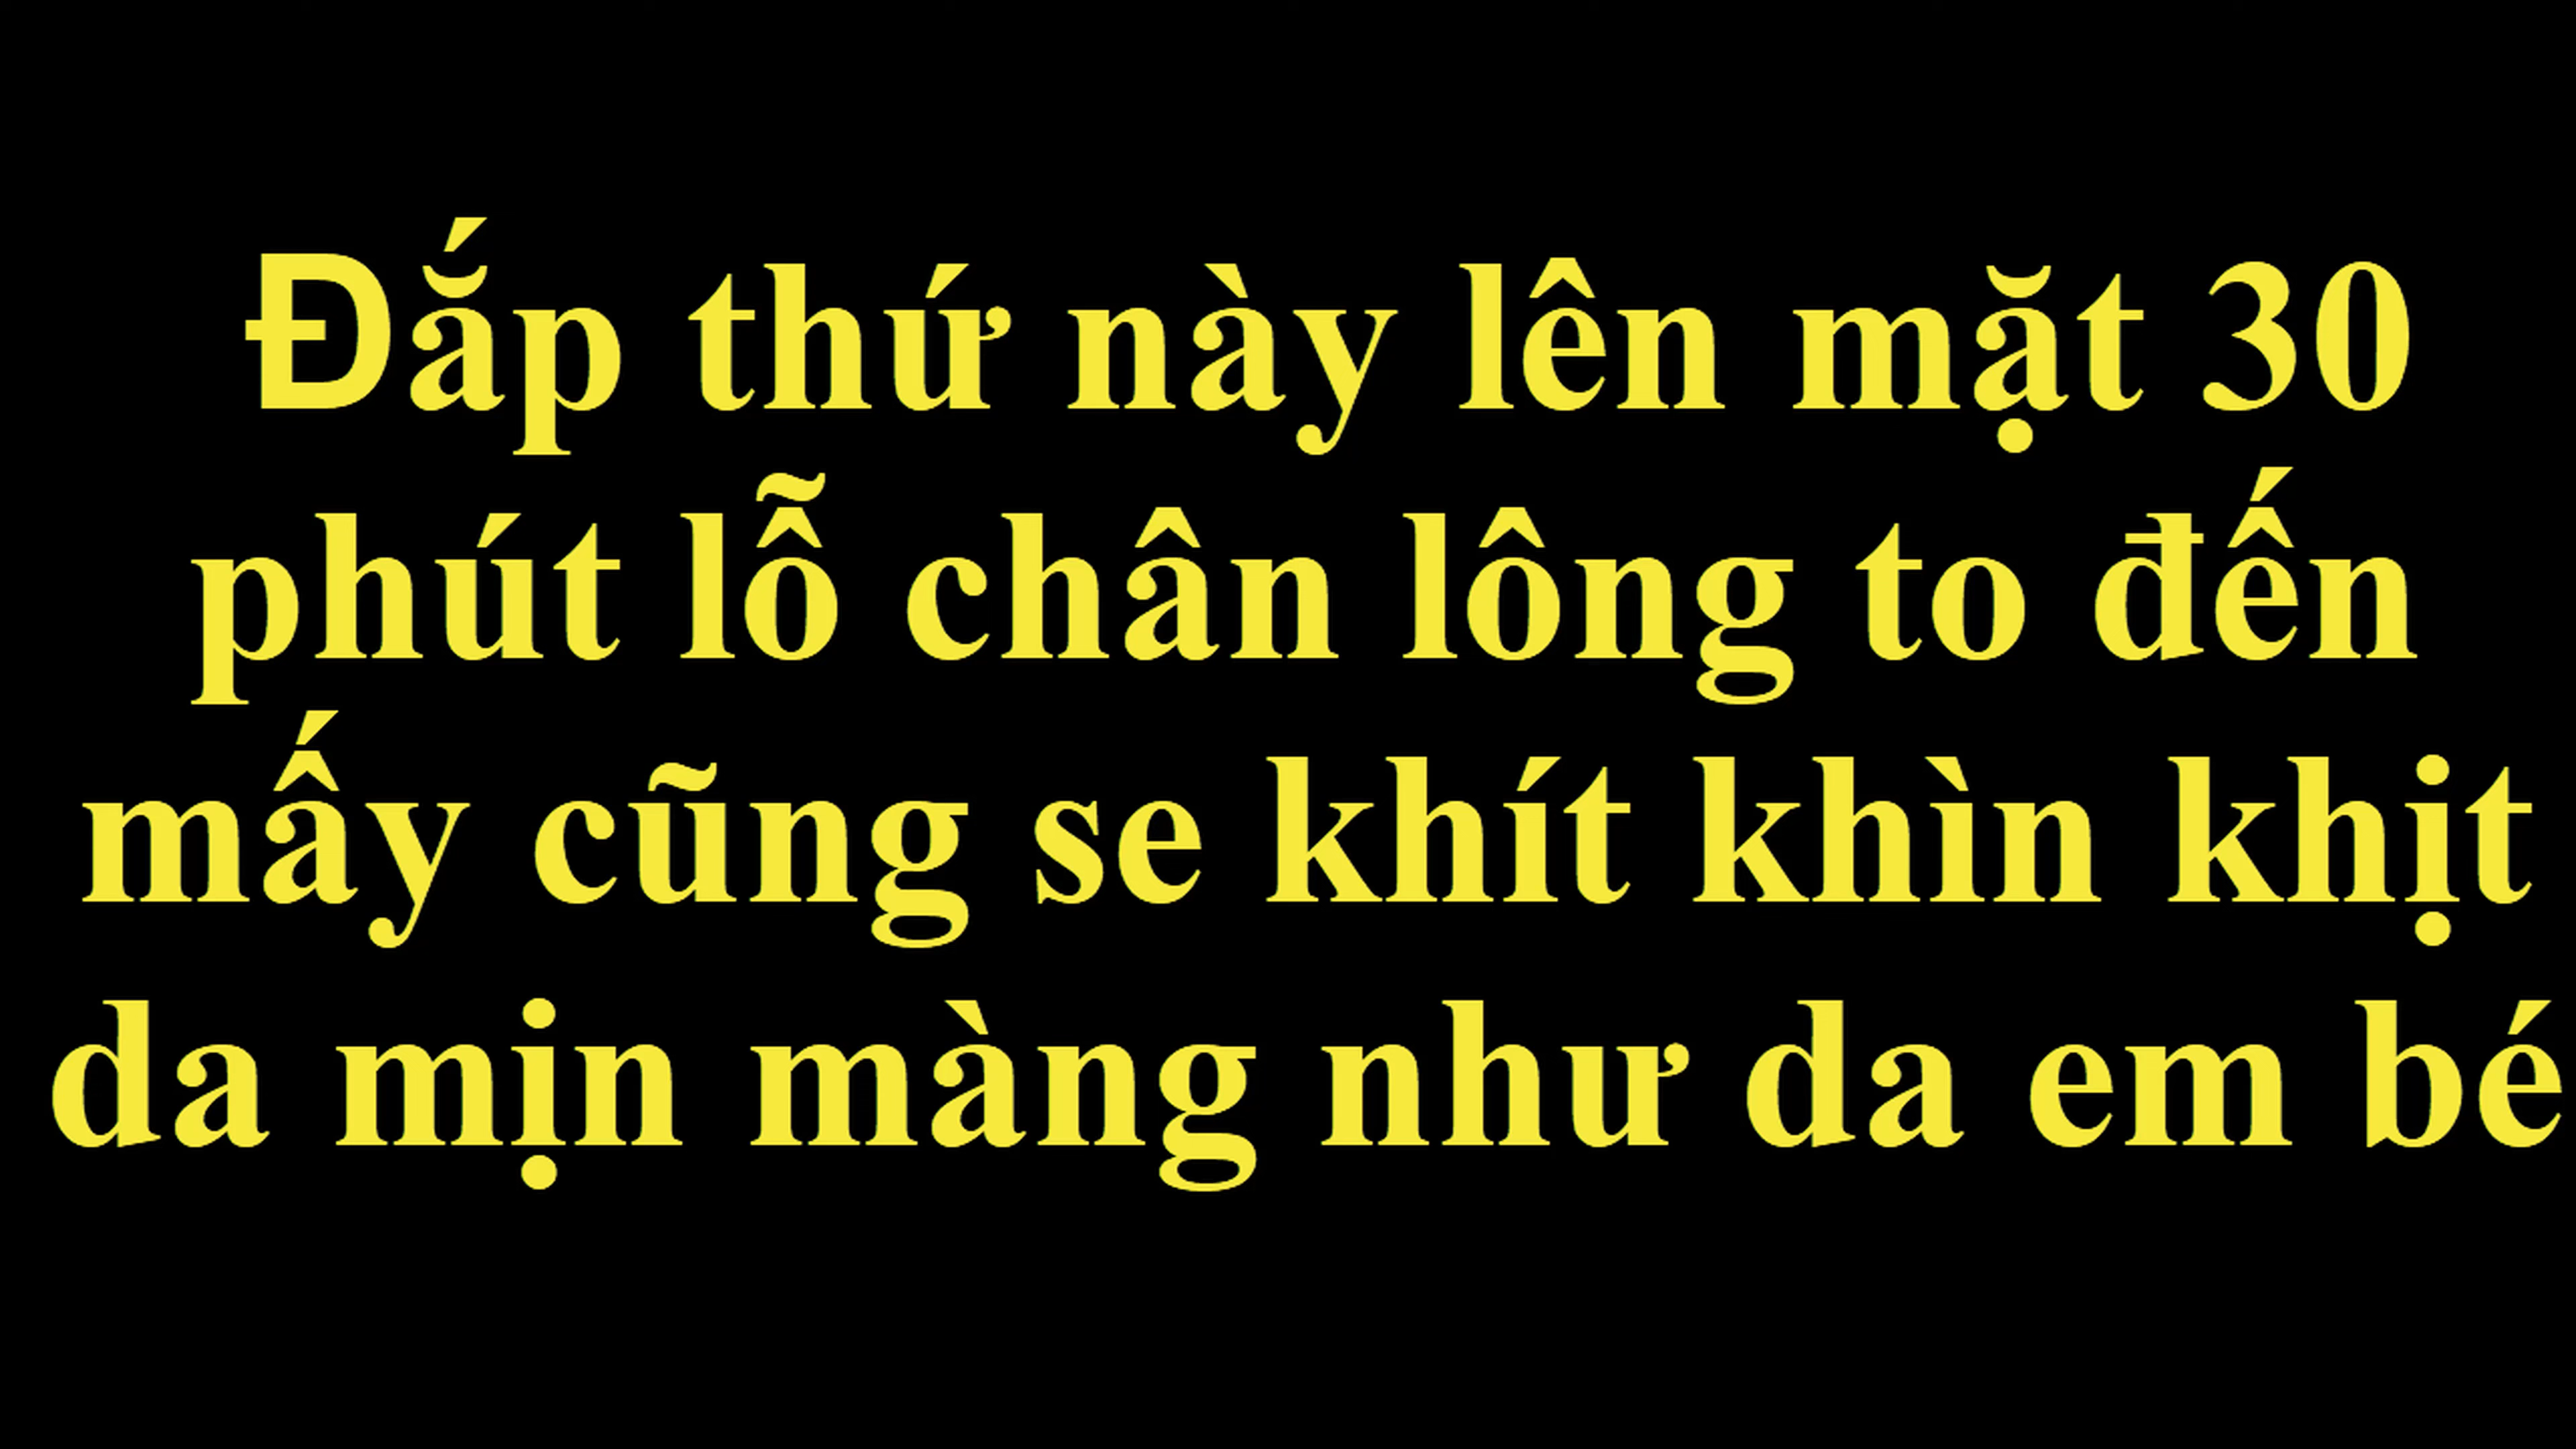 Đắp thứ này lên mặt 30
phút lỗ chân lông to đến
mấy cũng se khít khìn khịt
da mịn màng như da em bé